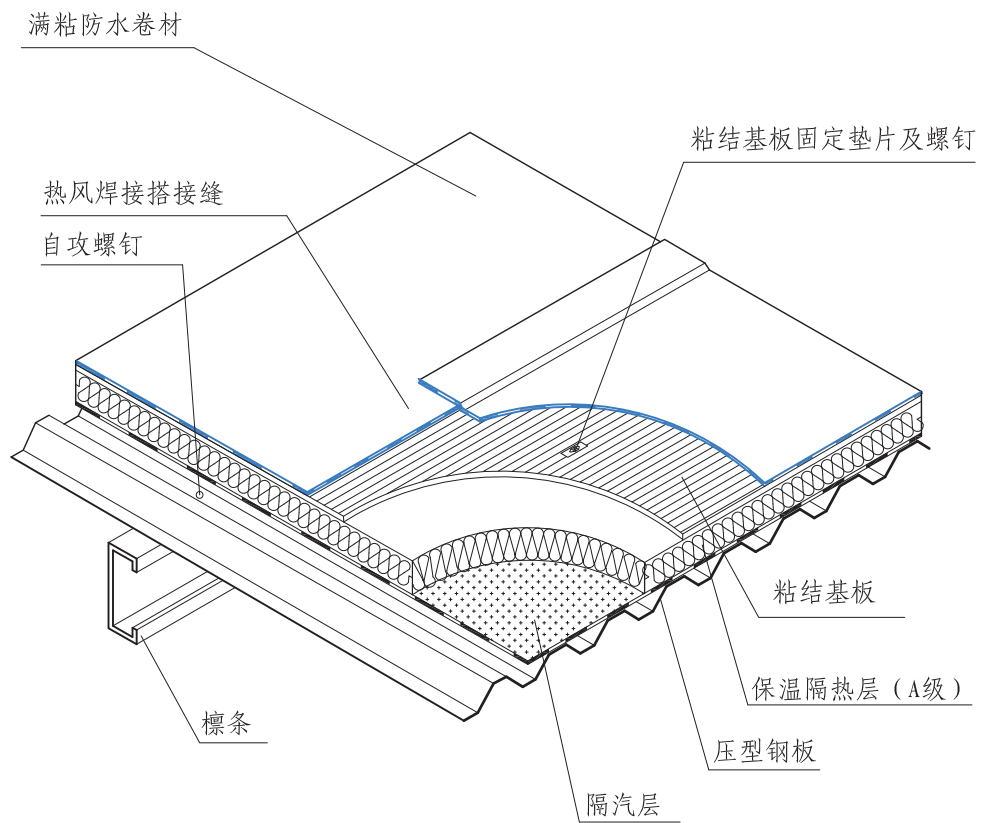 满粘防水卷材
粘结基板固定垫片及螺钉
热风焊接搭接缝
自攻螺钉
粘结基板
保温隔热层（A级）
檩条
压型钢板
隔汽层